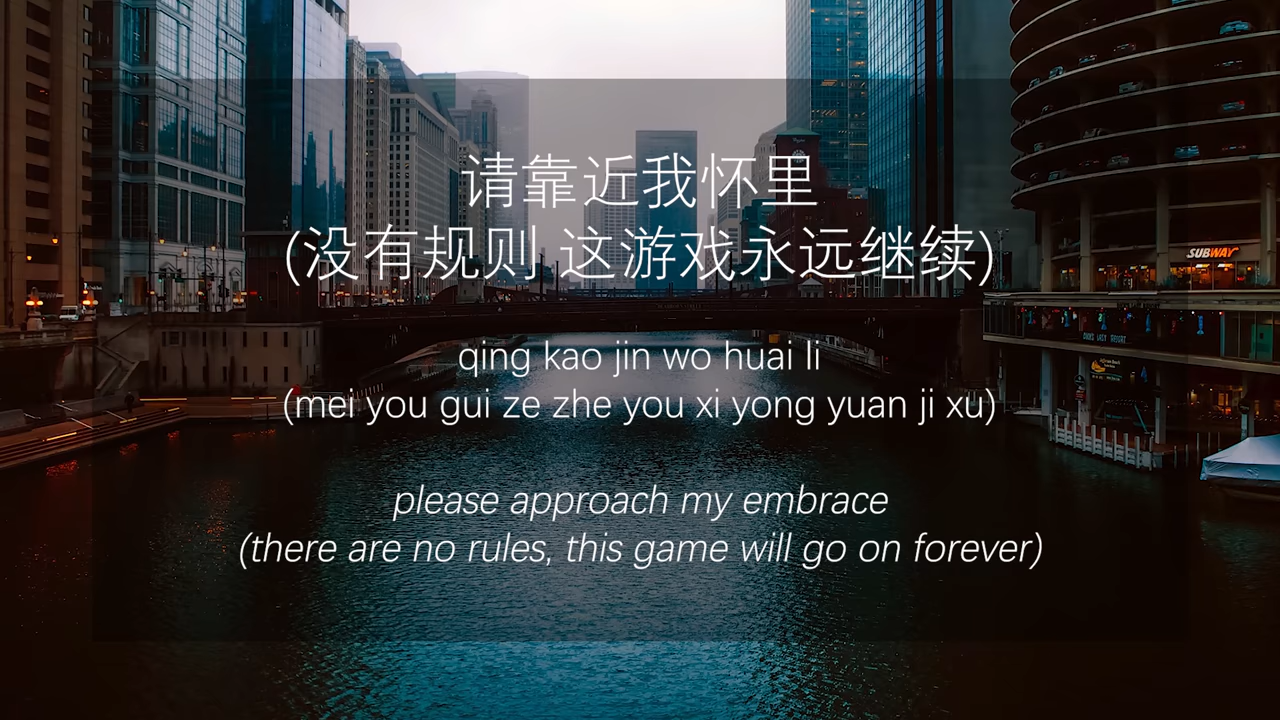 请靠近我怀里
(没有规则 这游戏永远继续)
qing kao jin wo huai li
(mei you gui ze zhe you xi yong yuan ji xu)
please approach my embrace
(there are no rules, this game will go on forever)
SUBWAY